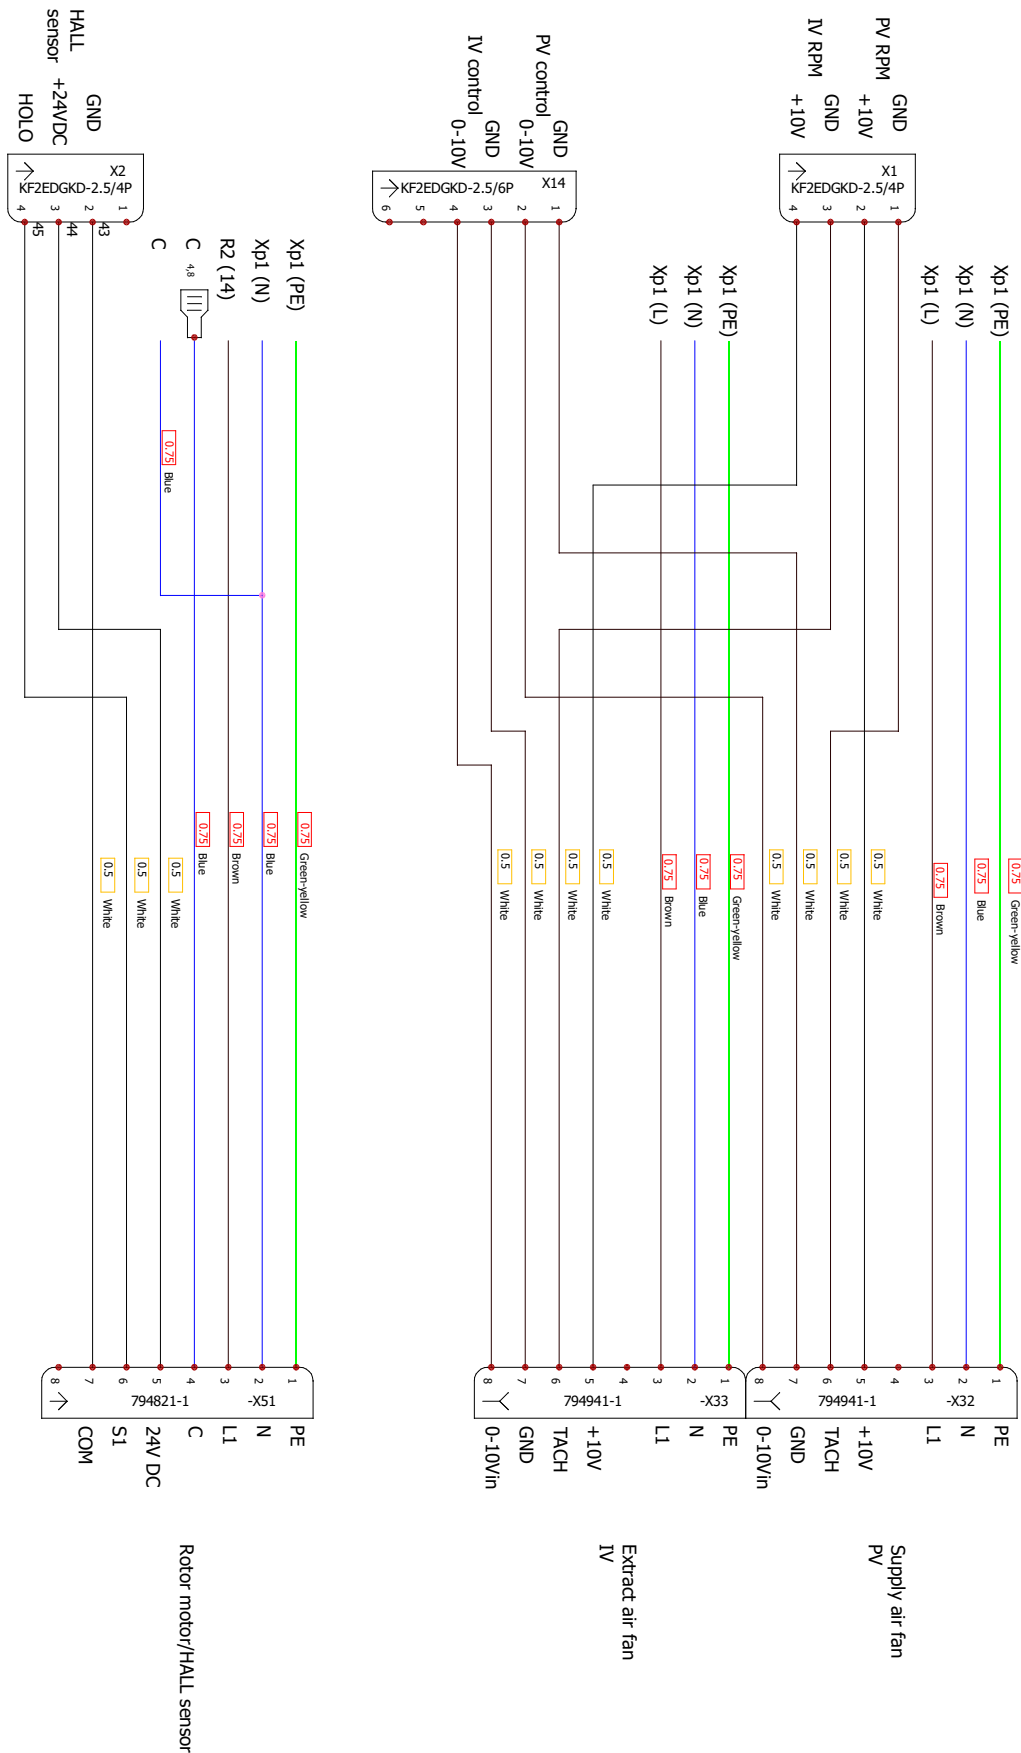 PV RPM
GND
+10V
IV RPM
GND
+10V
X1
KF2EDGKD-2.5/4P
1
2
3
4
Xp1 (PE)
Xp1 (N)
Xp1 (L)
0.75 Green-yellow
0.75 Blue
0.75 Brown
0.5 White
0.5 White
0.5 White
0.5 White
1
2
3
4
5
6
7
8
-X32
794941-1
PE
N
L1
+10V
TACH
GND
0-10Vin
Supply air fan
PV
PV control
GND
0-10V
IV control
GND
0-10V
X14
KF2EDGKD-2.5/6P
1
2
3
4
5
6
Xp1 (PE)
Xp1 (N)
Xp1 (L)
0.75 Green-yellow
0.75 Blue
0.75 Brown
0.5 White
0.5 White
0.5 White
0.5 White
1
2
3
4
5
6
7
8
-X33
794941-1
PE
N
L1
+10V
TACH
GND
0-10Vin
Extract air fan
IV
HALL
sensor
GND
+24VDC
HOLO
X2
KF2EDGKD-2.5/4P
1
2
3
4
43
44
45
Xp1 (PE)
Xp1 (N)
R2 (14)
C
4,8
C
0.75 Blue
0.75 Green-yellow
0.75 Blue
0.75 Brown
0.75 Blue
0.5 White
0.5 White
0.5 White
1
2
3
4
5
6
7
8
-X51
794821-1
PE
N
L1
C
24V DC
S1
COM
Rotor motor/HALL sensor